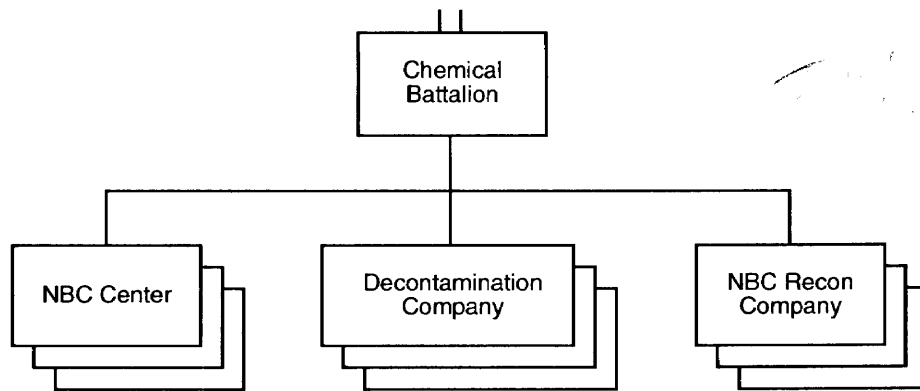 Chemical
Battalion
NBC Center
Decontamination
Company
NBC Recon
Company